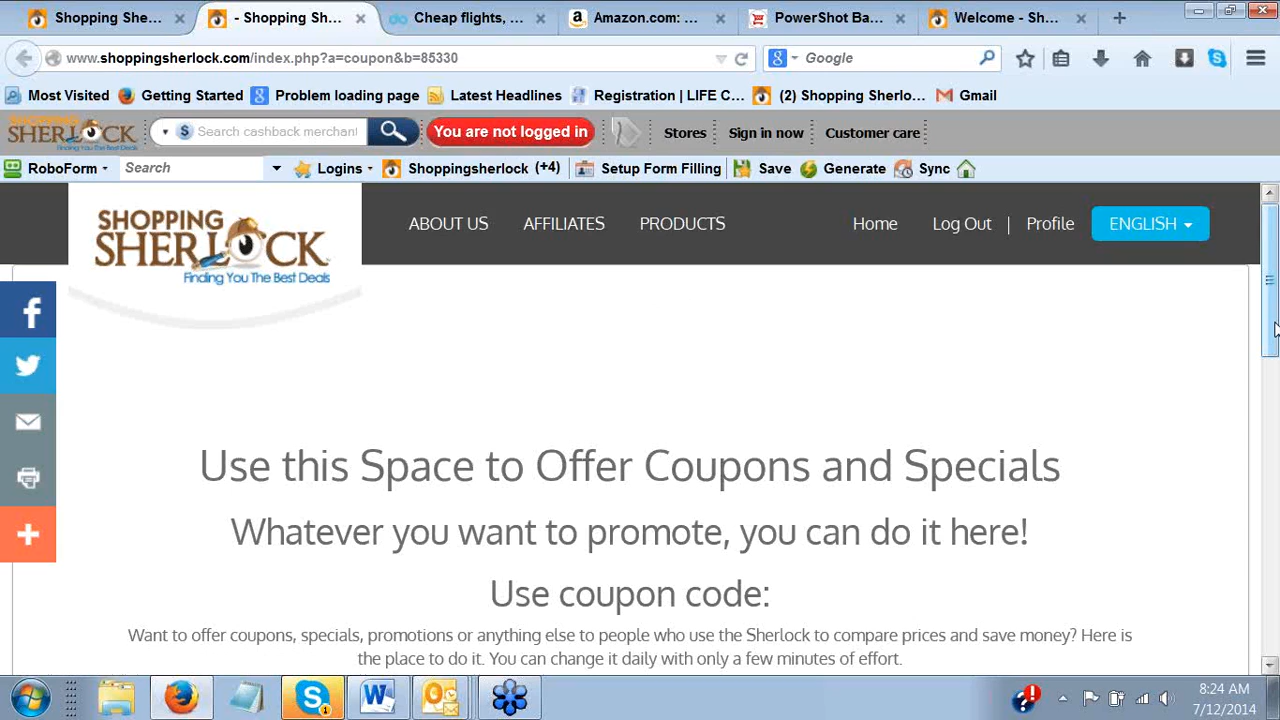 Shopping She...
- Shopping Sh...
Cheap flights, ...
Amazon.com: ...
PowerShot Ba...
Welcome - Sh...
www.shoppingsherlock.com/index.php?a=coupon&b=85330
Google
Most Visited
Getting Started
Problem loading page
Latest Headlines
Registration | LIFE C...
(2) Shopping Sherlo...
Gmail
SHOPPING
SHERLOCK
Finding You The Best Deals
Search cashback merchant
You are not logged in
Stores
Sign in now
Customer care
RoboForm
Search
Logins
Shoppingsherlock (+4)
Setup Form Filling
Save
Generate
Sync
SHOPPING
SHERLOCK
Finding You The Best Deals
ABOUT US
AFFILIATES
PRODUCTS
Home
Log Out
Profile
ENGLISH
Use this Space to Offer Coupons and Specials
Whatever you want to promote, you can do it here!
Use coupon code:
Want to offer coupons, specials, promotions or anything else to people who use the Sherlock to compare prices and save money? Here is
the place to do it. You can change it daily with only a few minutes of effort.
8:24 AM
7/12/2014